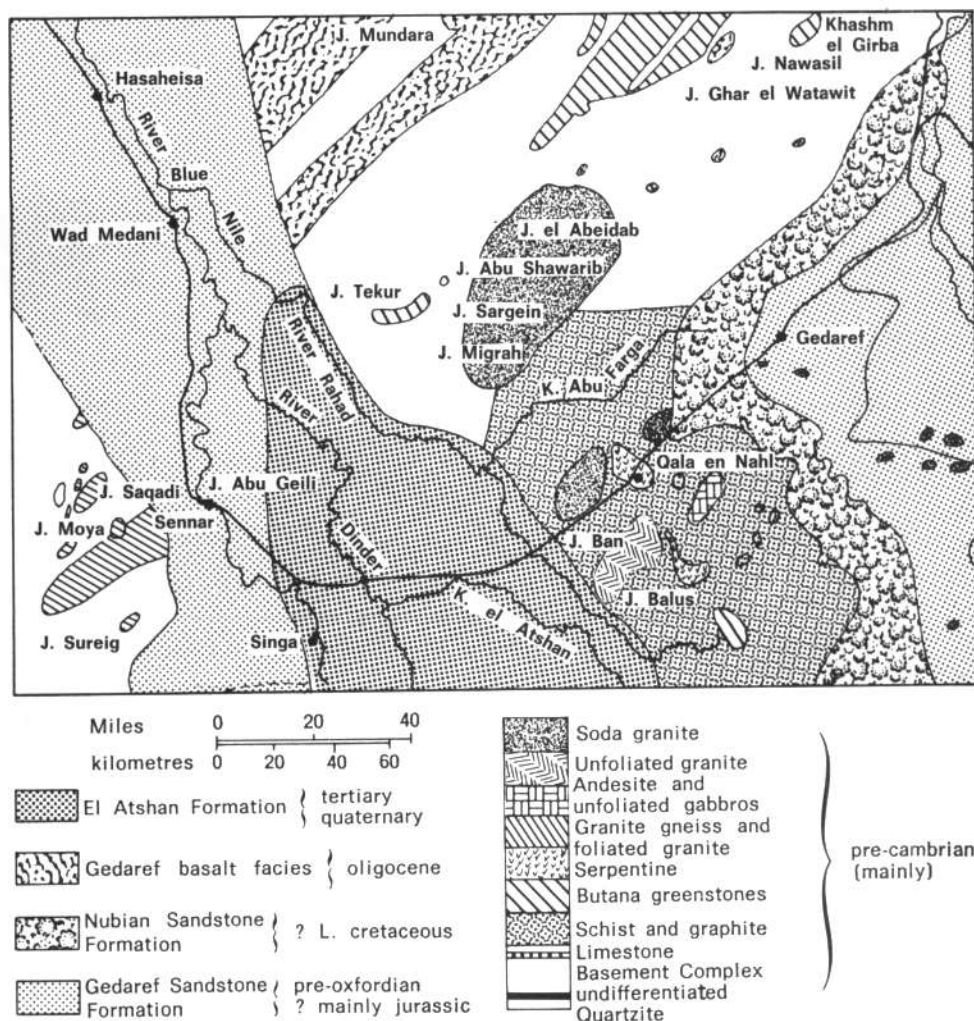 J. Mundara
Khashm
el Girba
Hasaheisa
J. Nawasil
J. Ghar el Watawit
River
Blue
Nile
Wad Medani
J. el Abeidab
J. Abu Shawarib
J. Tekur
J. Sargein
Gedaref
J. Migrah
K. Abu Farga
River Rahad
River
Dinder
Qala en Nahl
J. Saqadi
J. Abu Geili
J. Moya
Sennar
J. Ban
J. Balus
K. el Atshan
J. Sureig
Singa
Miles 0 20 40
kilometres 0 20 40 60
El Atshan Formation
tertiary
quaternary
Gedaref basalt facies
oligocene
Nubian Sandstone
Formation
? L. cretaceous
Gedaref Sandstone
Formation
pre-oxfordian
? mainly jurassic
Soda granite
Unfoliated granite
Andesite and
unfoliated gabbros
Granite gneiss and
foliated granite
Serpentine
Butana greenstones
Schist and graphite
Limestone
Basement Complex
undifferentiated
Quartzite
pre-cambrian
(mainly)